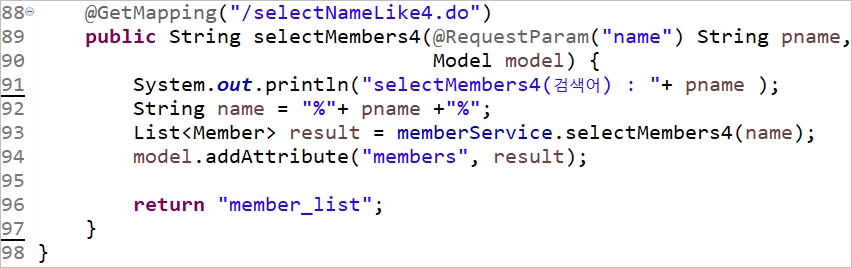 88 @GetMapping("/selectNameLike4.do")
89 public String selectMembers4(@RequestParam("name") String pname,
90 Model model) {
91 System.out.println("selectMembers4(검색어) : "+ pname );
92 String name = "%"+ pname +"%";
93 List<Member> result = memberService.selectMembers4(name);
94 model.addAttribute("members", result);
95
96 return "member_list";
97 }
98 }